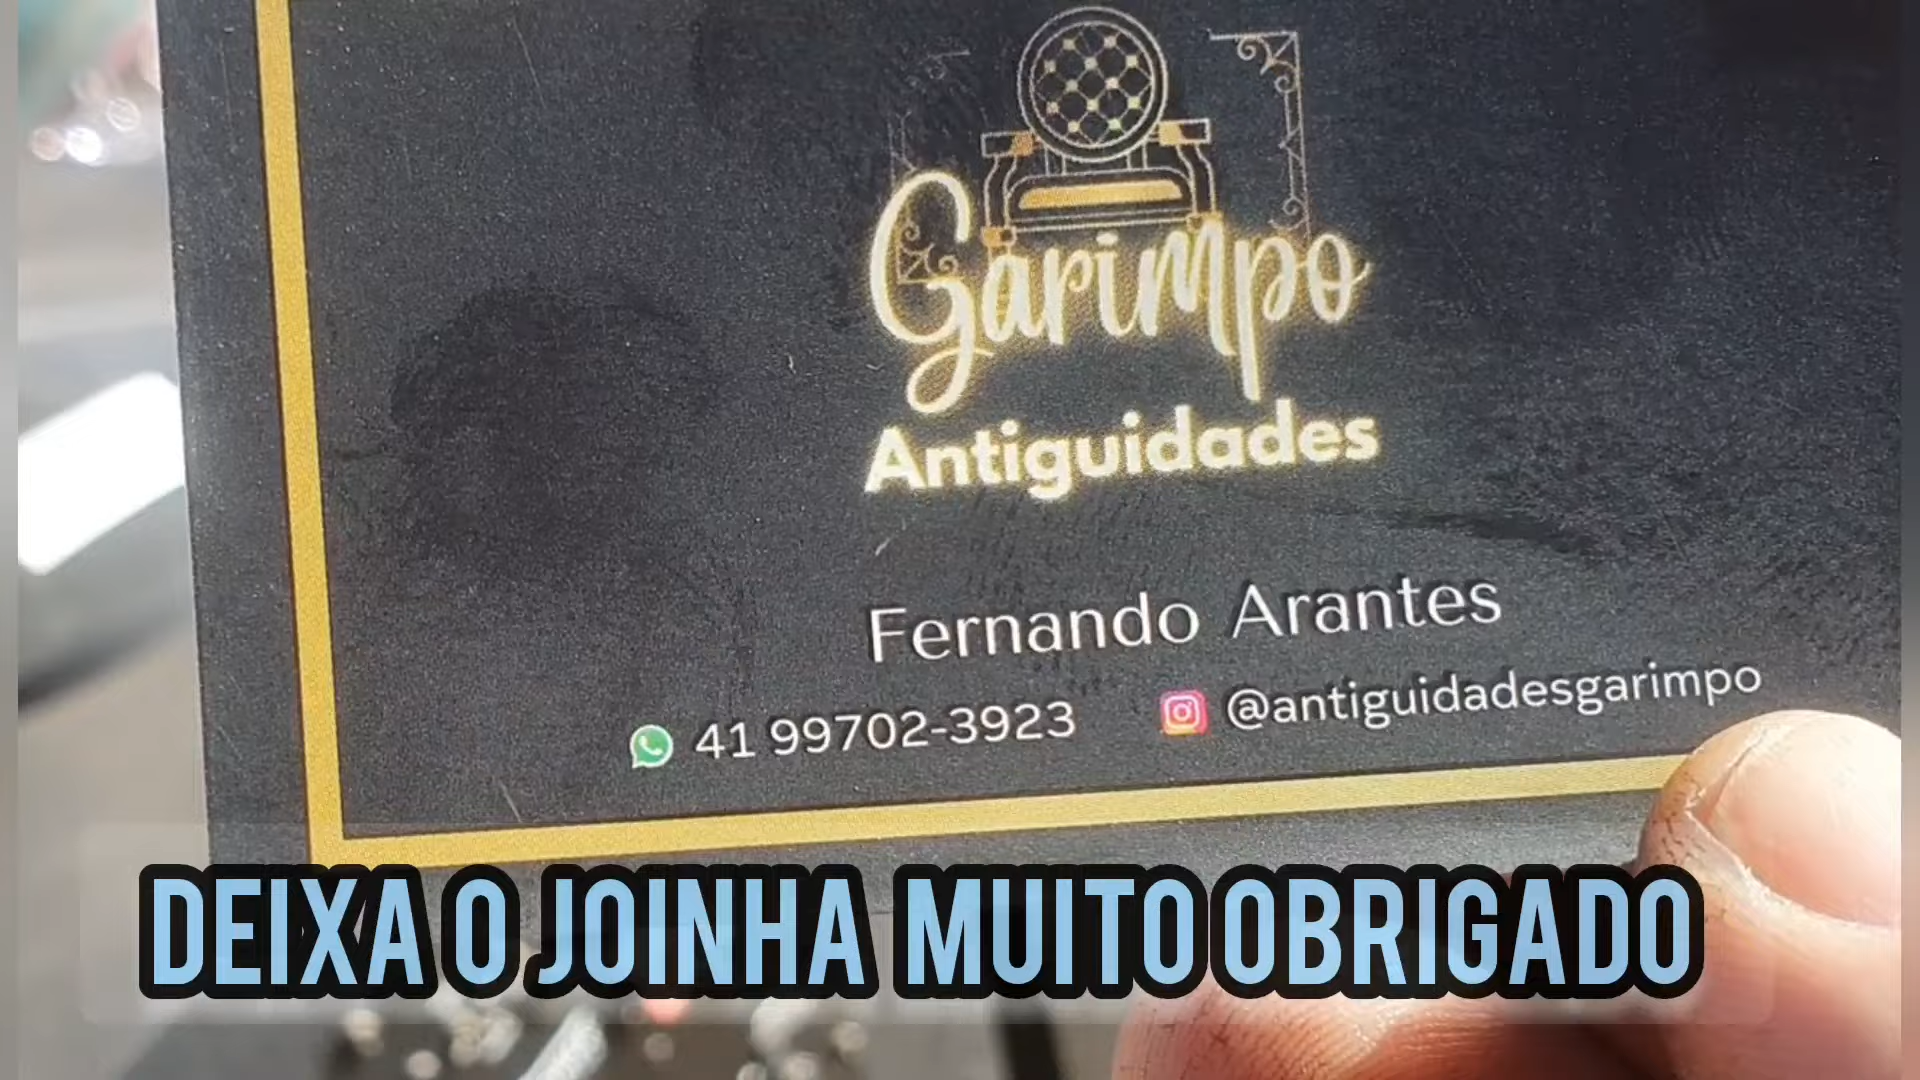 Garimpo
Antiguidades
Fernando Arantes
41 99702-3923 @antiguidadesgarimpo
DEIXA O JOINHA MUITO OBRIGADO